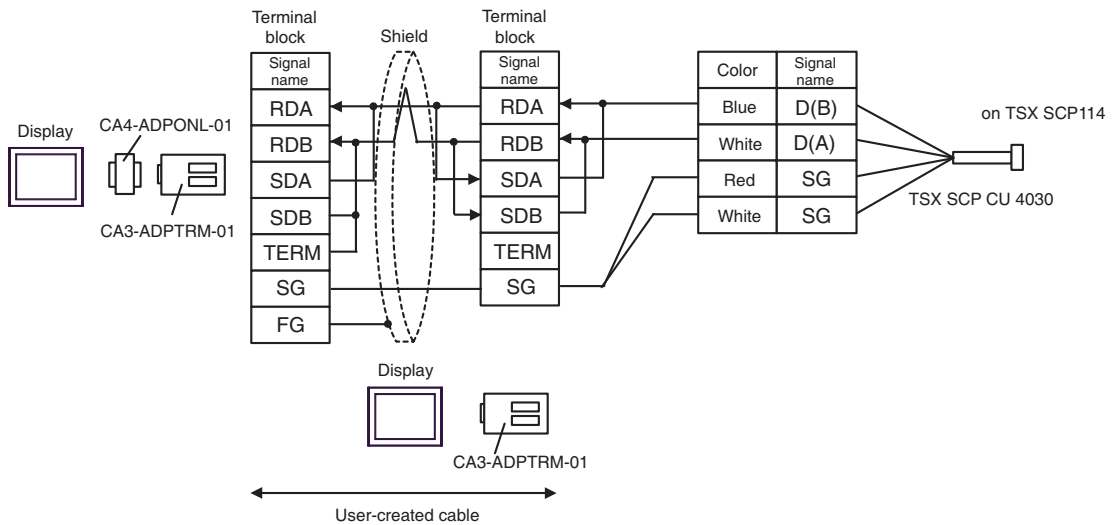 Terminal
block
Shield
Terminal
block
Signal
name
RDA
RDB
SDA
SDB
TERM
SG
FG
Signal
name
RDA
RDB
SDA
SDB
TERM
SG
Color
Signal
name
Blue
D(B)
White
D(A)
Red
SG
White
SG
on TSX SCP114
TSX SCP CU 4030
Display
CA4-ADPONL-01
CA3-ADPTRM-01
Display
CA3-ADPTRM-01
User-created cable